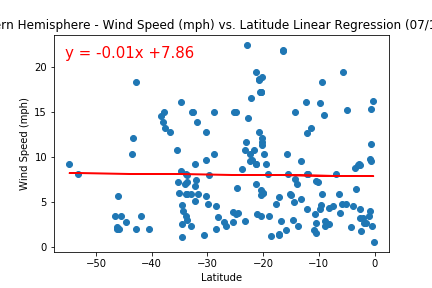 ern Hemisphere - Wind Speed (mph) vs. Latitude Linear Regression (07/1
y = -0.01x +7.86
20
15
10
5
0
Wind Speed (mph)
−50 −40 −30 −20 −10 0
Latitude